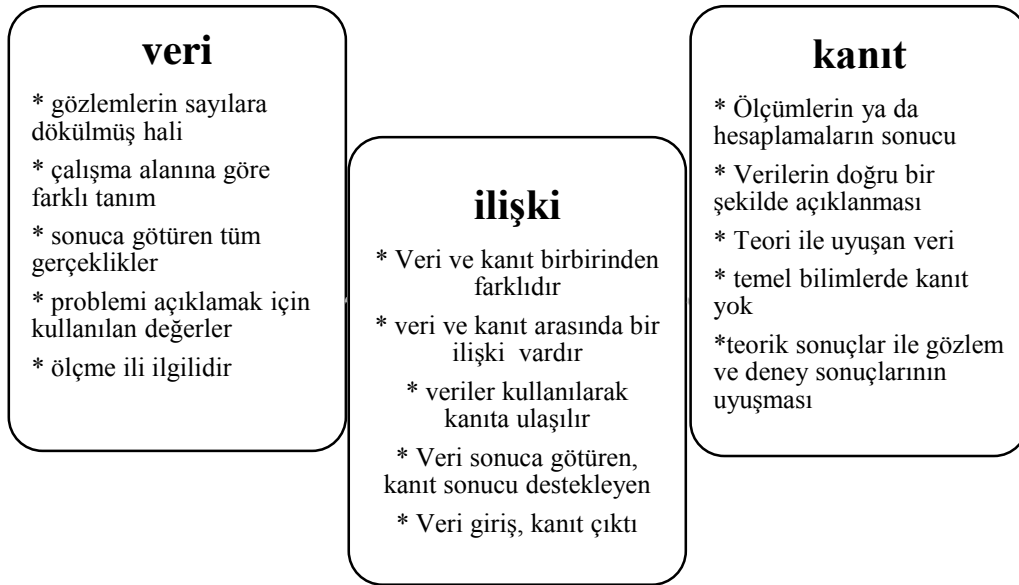 veri
* gözlemlerin sayılara
dökülmüş hali
* çalışma alanına göre
farklı tanım
* sonuca götüren tüm
gerçeklikler
* problemi açıklamak için
kullanılan değerler
* ölçme ili ilgilidir
ilişki
* Veri ve kanıt birbirinden
farklıdır
* veri ve kanıt arasında bir
ilişki vardır
* veriler kullanılarak
kanıta ulaşılır
* Veri sonuca götüren,
kanıt sonucu destekleyen
* Veri giriş, kanıt çıktı
kanıt
* Ölçümlerin ya da
hesaplamaların sonucu
* Verilerin doğru bir
şekilde açıklanması
* Teori ile uyuşan veri
* temel bilimlerde kanıt
yok
*teorik sonuçlar ile gözlem
ve deney sonuçlarının
uyuşması